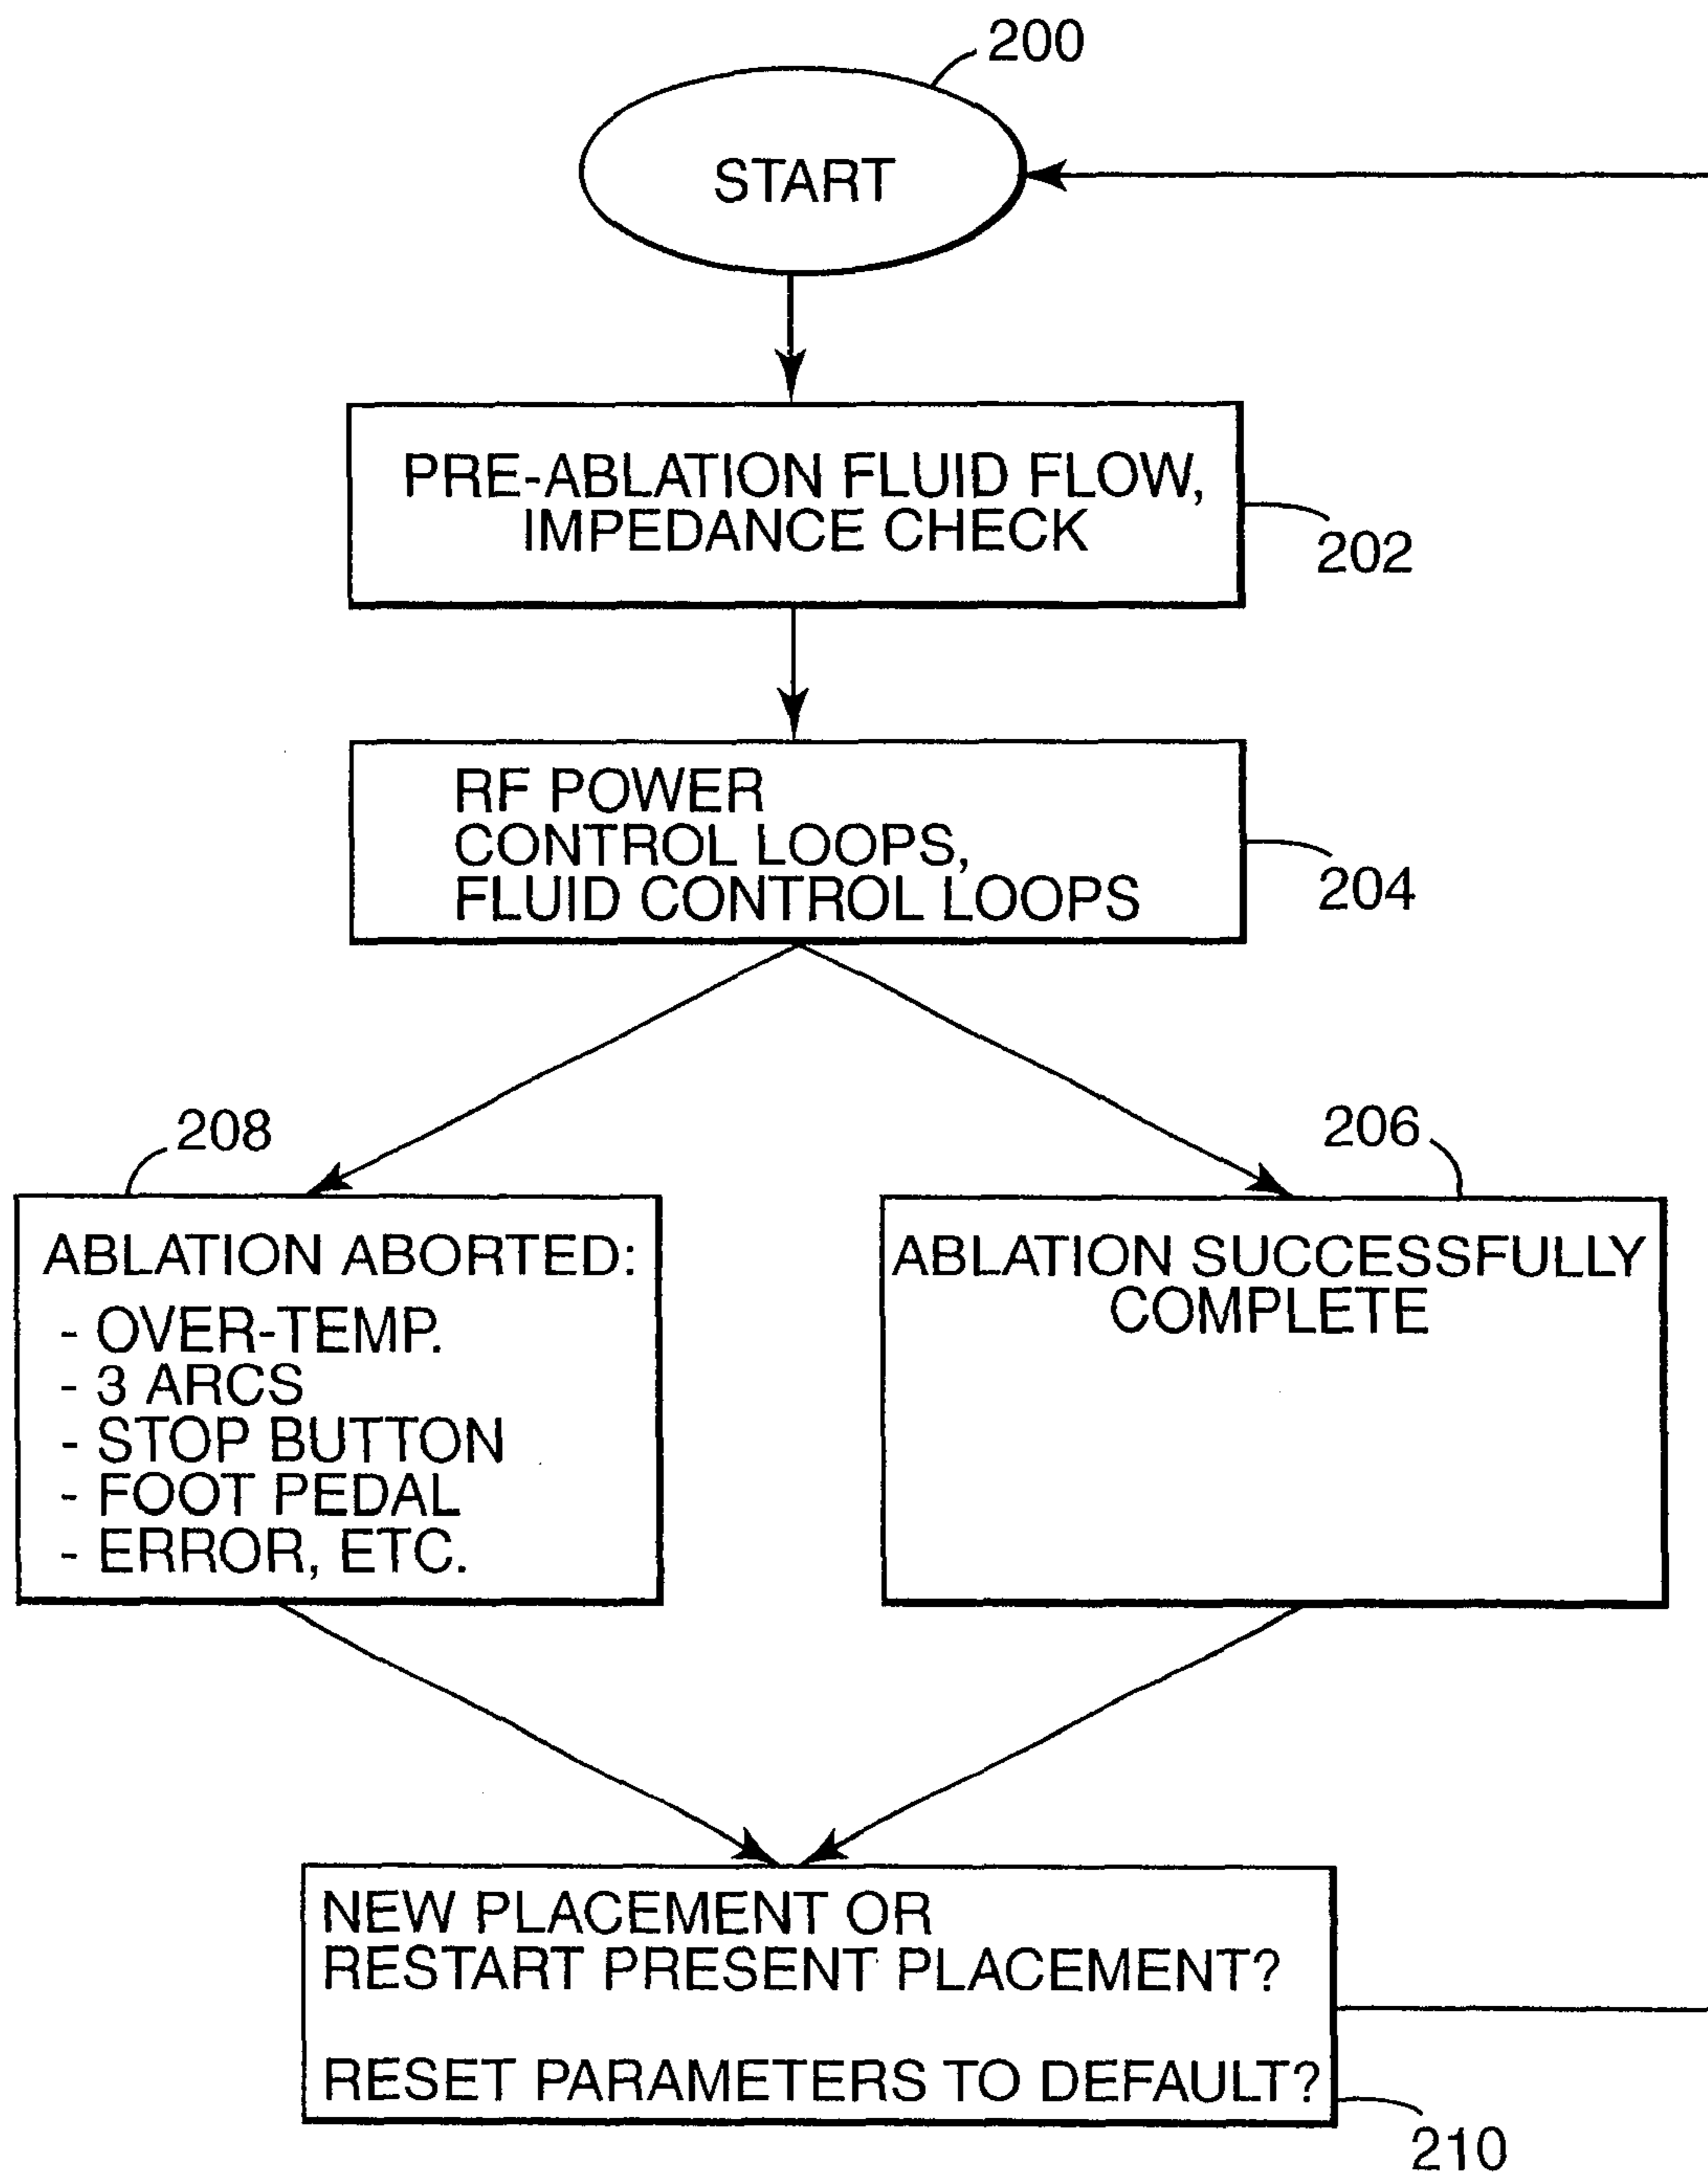 200
START
PRE-ABLATION FLUID FLOW,
IMPEDANCE CHECK
202
RF POWER
CONTROL LOOPS,
FLUID CONTROL LOOPS
204
208
ABLATION ABORTED:
- OVER-TEMP.
- 3 ARCS
- STOP BUTTON
- FOOT PEDAL
- ERROR, ETC.
206
ABLATION SUCCESSFULLY
COMPLETE
NEW PLACEMENT OR
RESTART PRESENT PLACEMENT?
RESET PARAMETERS TO DEFAULT?
210